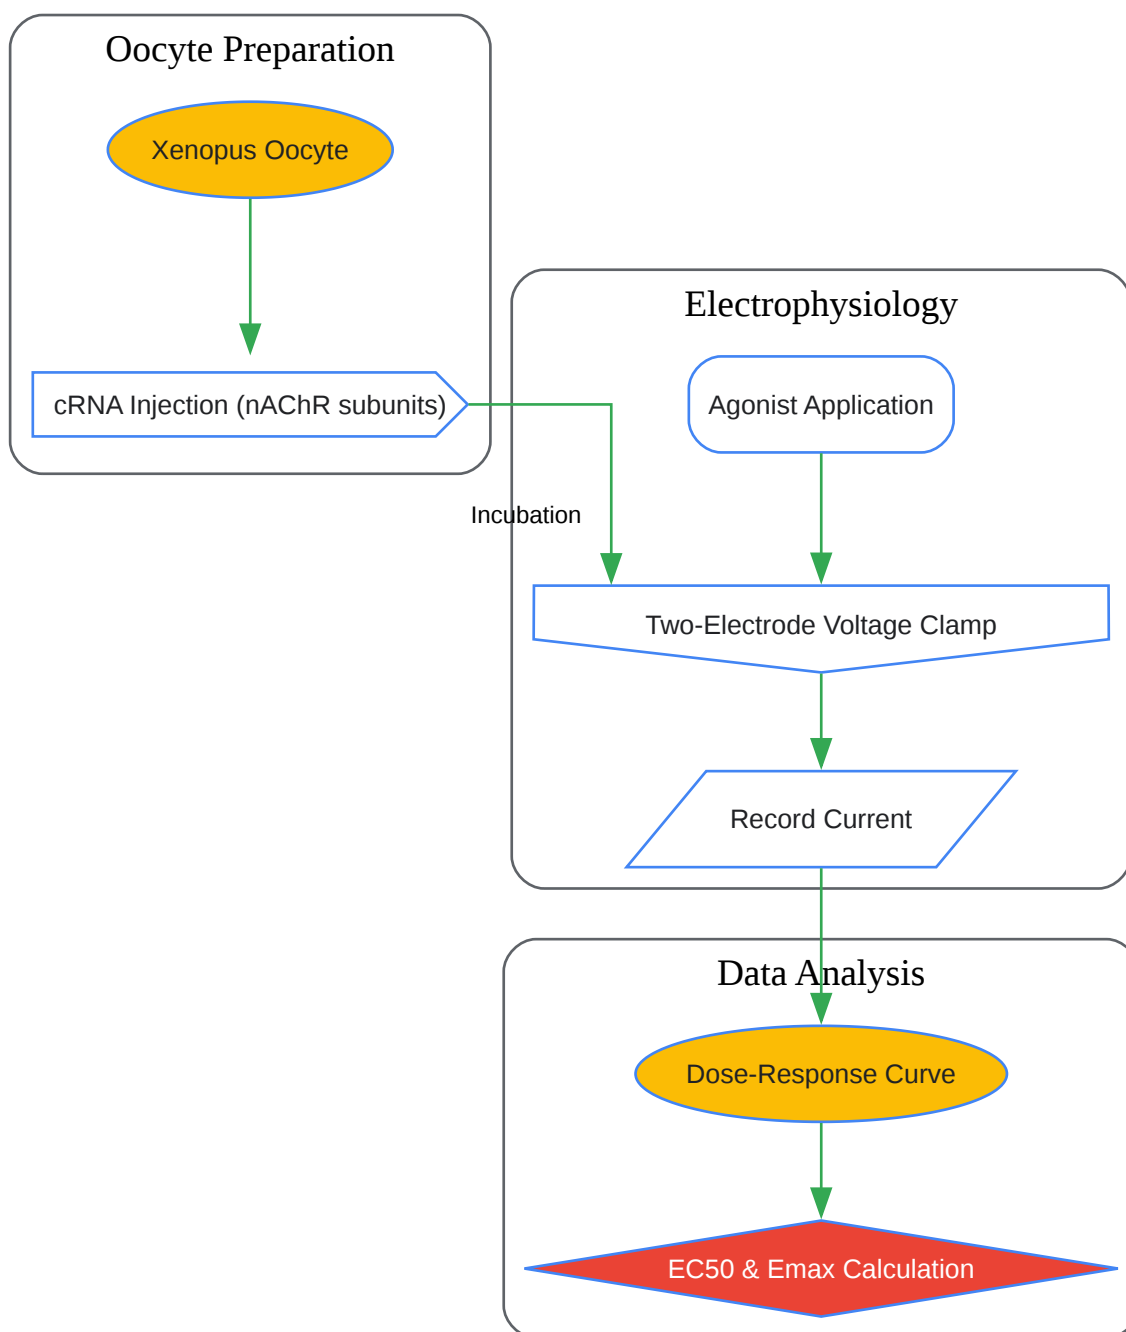 Oocyte Preparation
Xenopus Oocyte
cRNA Injection (nAChR subunits)
Incubation
Electrophysiology
Agonist Application
Two-Electrode Voltage Clamp
Record Current
Data Analysis
Dose-Response Curve
EC50 & Emax Calculation